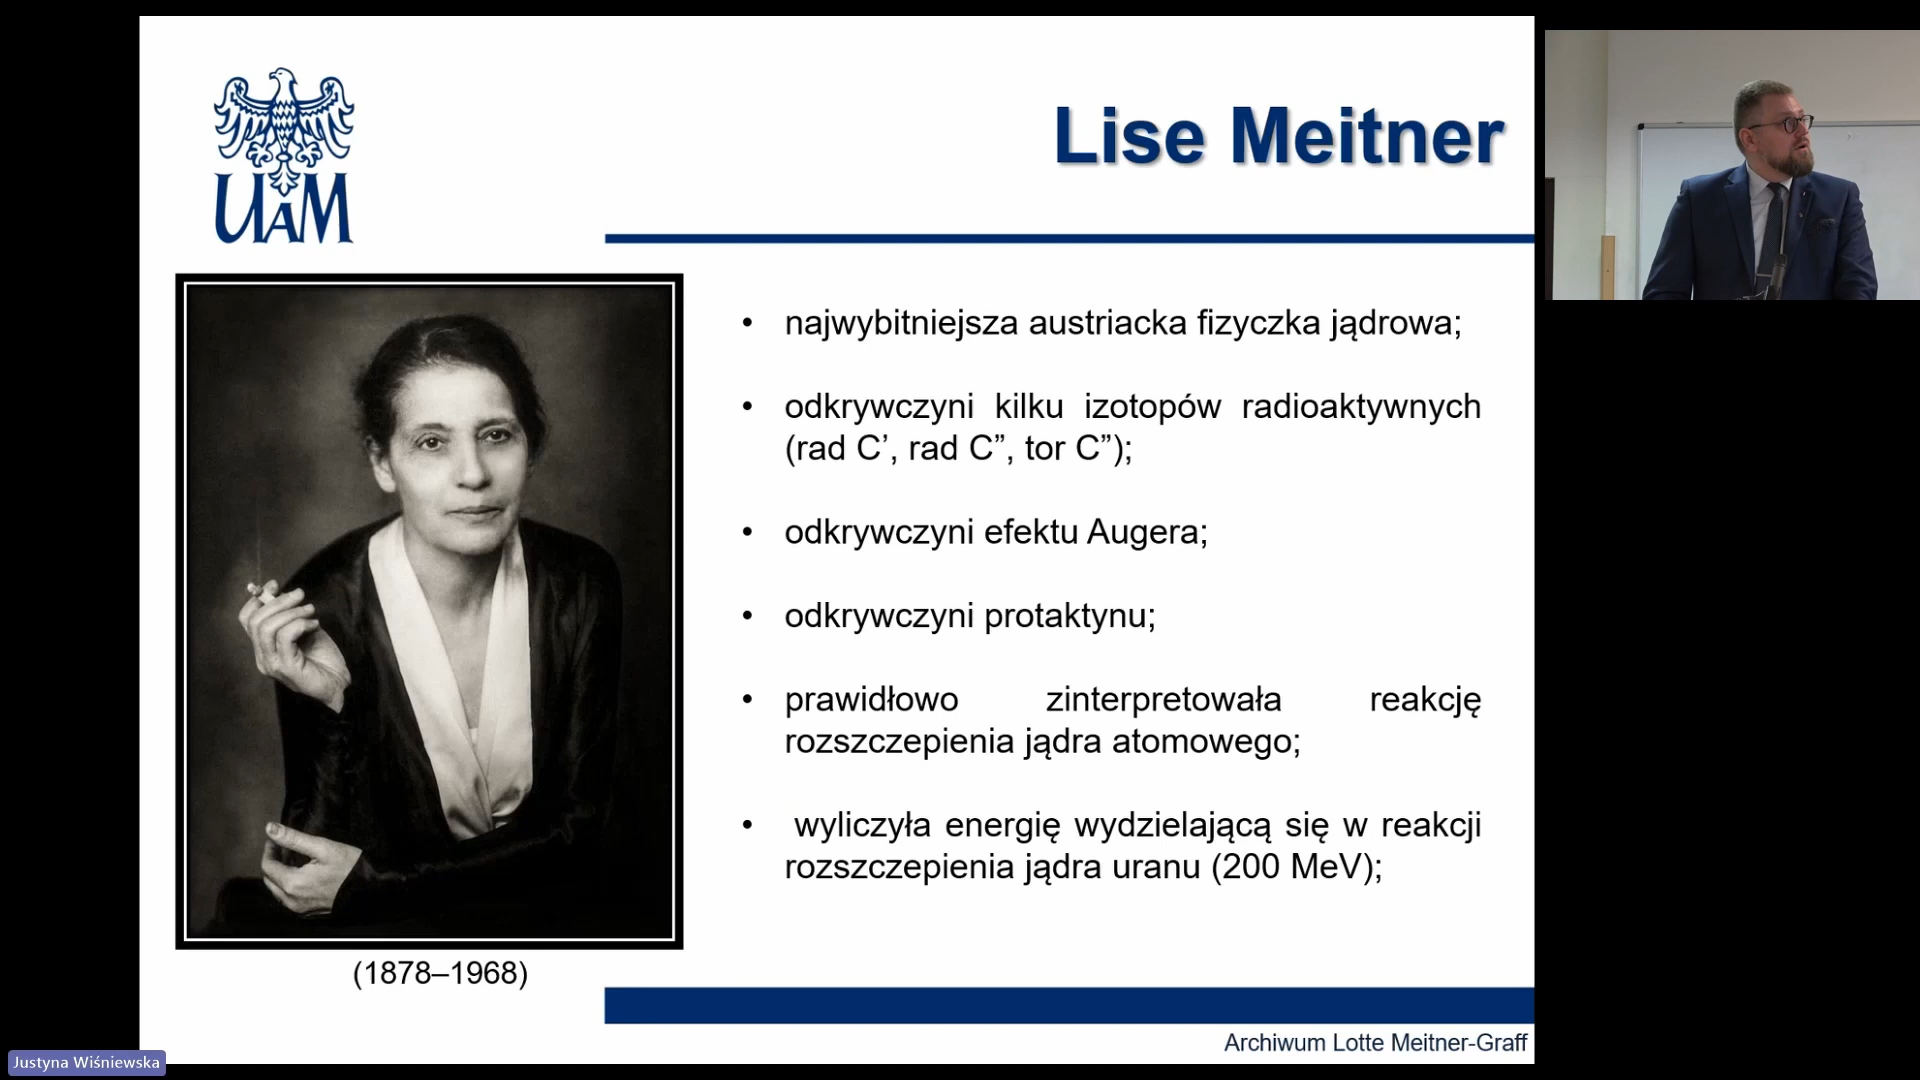 UAM
Lise Meitner
• najwybitniejsza austriacka fizyczka jądrowa;
• odkrywczyni kilku izotopów radioaktywnych
(rad C’, rad C”, tor C”);
• odkrywczyni efektu Augera;
• odkrywczyni protaktynu;
• prawidłowo zinterpretowała reakcję
rozszczepienia jądra atomowego;
• wyliczyła energię wydzielającą się w reakcji
rozszczepienia jądra uranu (200 MeV);
(1878–1968)
Archiwum Lotte Meitner-Graff
Justyna Wiśniewska